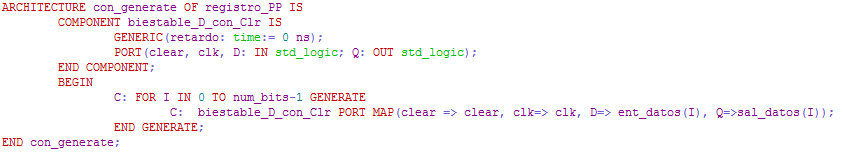 ARCHITECTURE con_generate OF registro_PP IS
COMPONENT biestable_D_con_Clr IS
GENERIC(retardo: time:= 0 ns);
PORT(clear, clk, D: IN std_logic; Q: OUT std_logic);
END COMPONENT;
BEGIN
C: FOR I IN 0 TO num_bits-1 GENERATE
C:  biestable_D_con_Clr PORT MAP(clear => clear, clk=> clk, D=> ent_datos(I), Q=>sal_datos(I));
END GENERATE;
END con_generate;